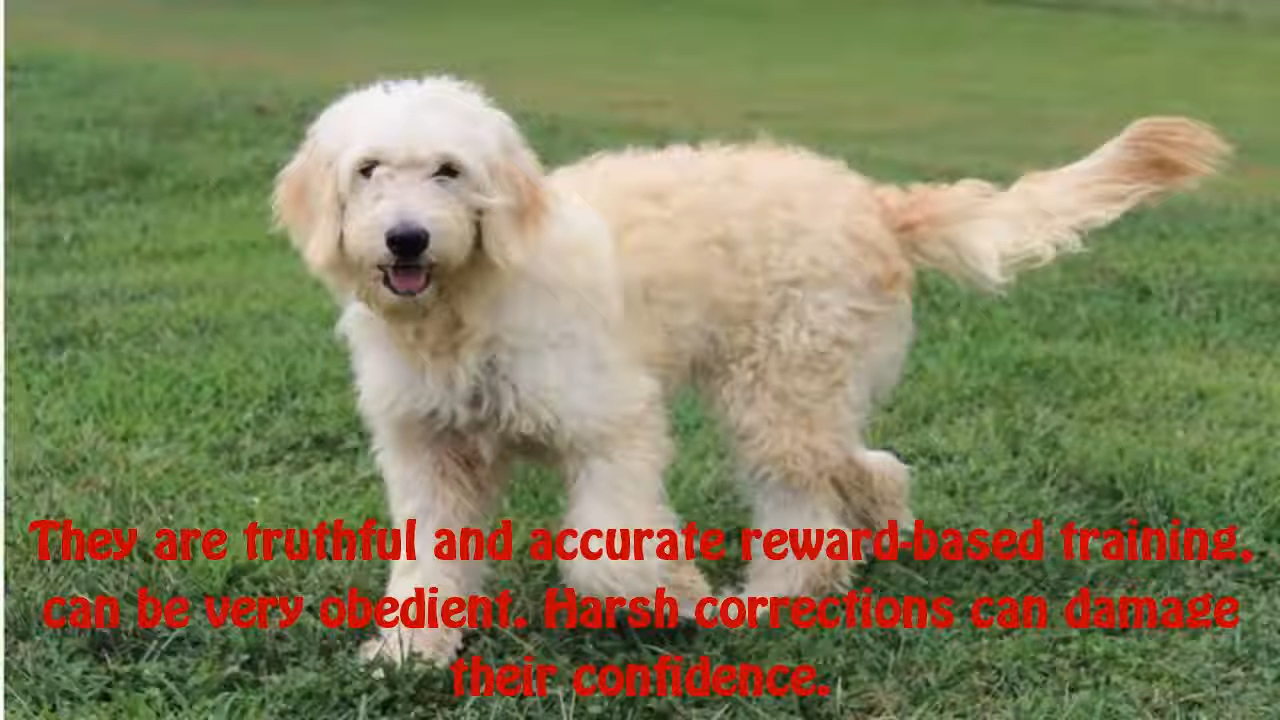 They are truthful and accurate reward-based training,
can be very obedient. Harsh corrections can damage
their confidence.